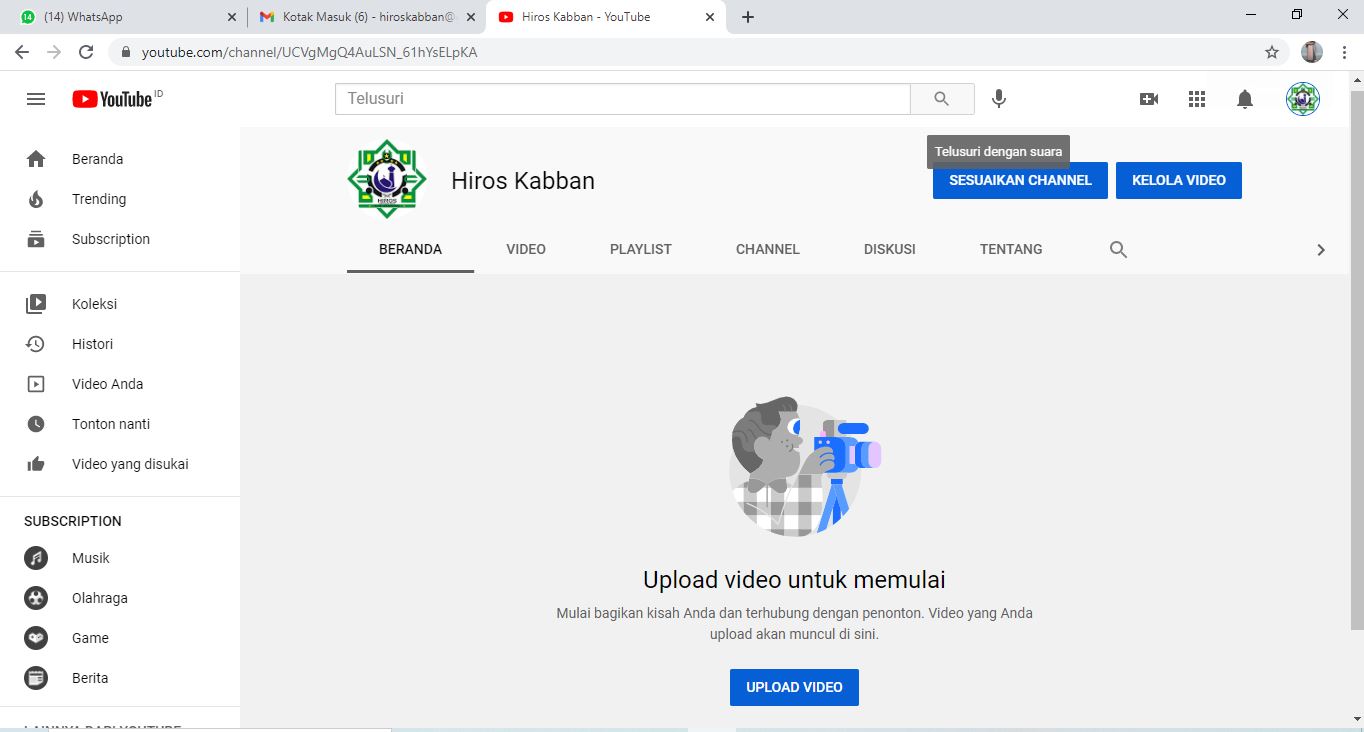 (14) WhatsApp
Kotak Masuk (6) - hiroskabban@
Hiros Kabban - YouTube
youtube.com/channel/UCVgMgQ4AuLSN_61hYsELpKA
YouTube ID
Telusuri
Telusuri dengan suara
Hiros Kabban
SESUAIKAN CHANNEL
KELOLA VIDEO
BERANDA
VIDEO
PLAYLIST
CHANNEL
DISKUSI
TENTANG
Beranda
Trending
Subscription
Koleksi
Histori
Video Anda
Tonton nanti
Video yang disukai
SUBSCRIPTION
Musik
Olahraga
Game
Berita
Upload video untuk memulai
Mulai bagikan kisah Anda dan terhubung dengan penonton. Video yang Anda
upload akan muncul di sini.
UPLOAD VIDEO
LAINNYA DARI YOUTUBE